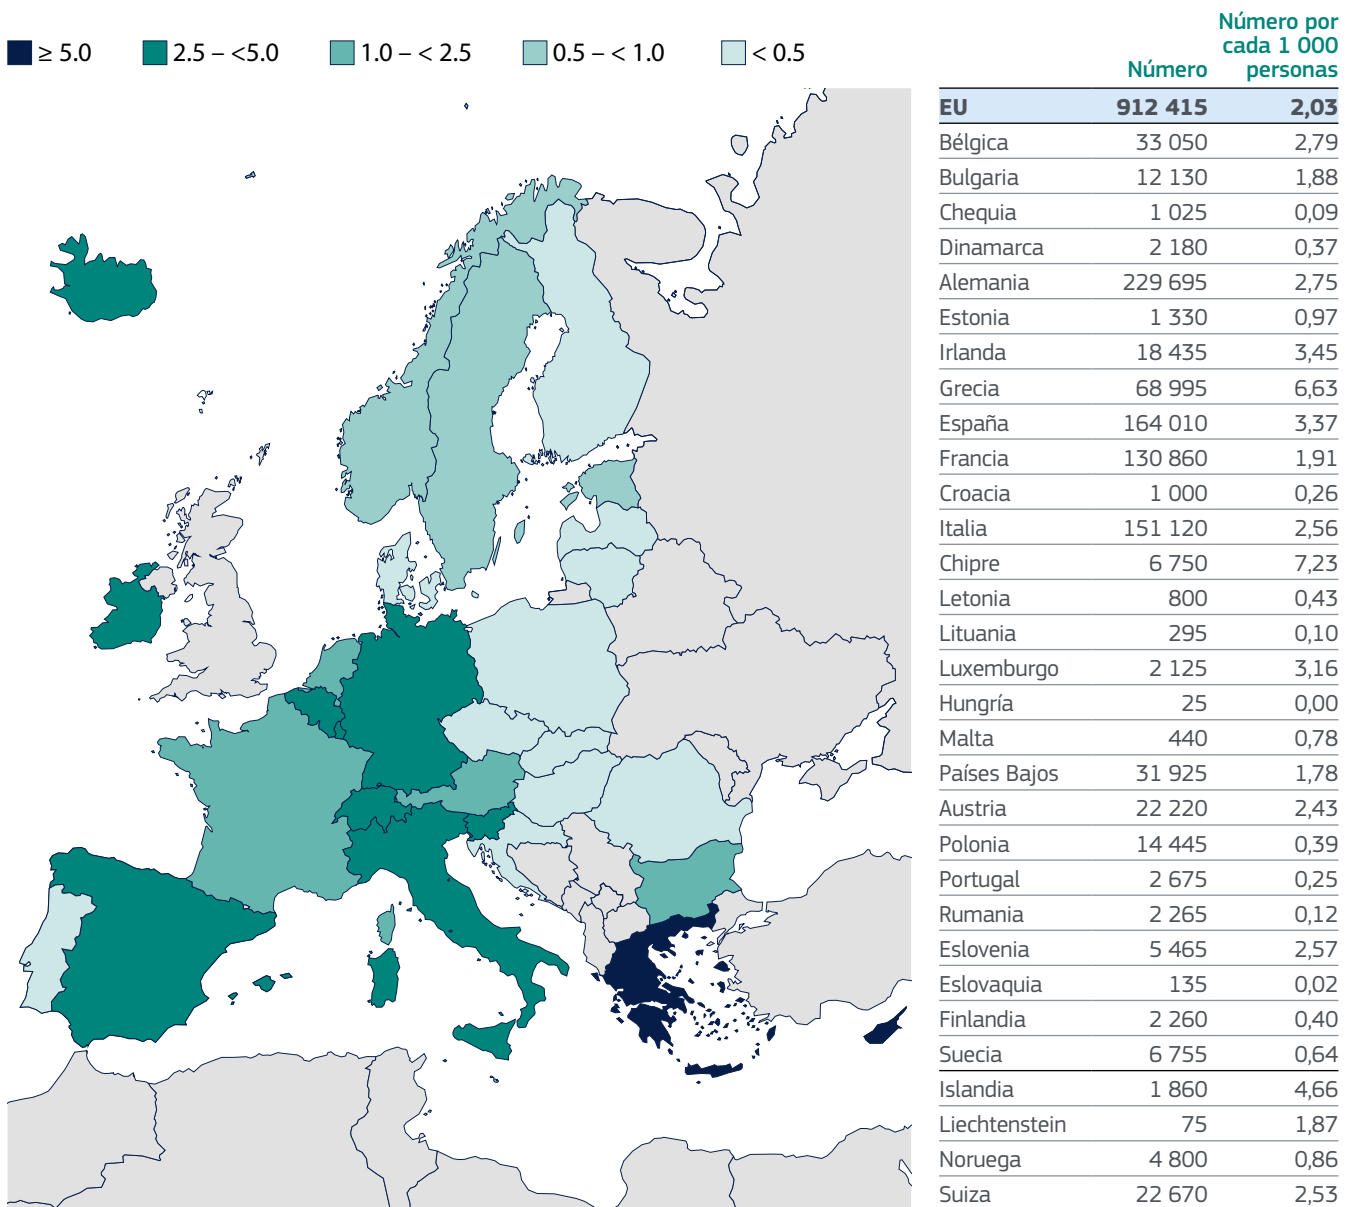 ≥ 5.0
2.5 – <5.0
1.0 – < 2.5
0.5 – < 1.0
< 0.5
Número por
cada 1 000
Número personas
EU 912 415 2,03
Bélgica 33 050 2,79
Bulgaria 12 130 1,88
Chequia 1 025 0,09
Dinamarca 2 180 0,37
Alemania 229 695 2,75
Estonia 1 330 0,97
Irlanda 18 435 3,45
Grecia 68 995 6,63
España 164 010 3,37
Francia 130 860 1,91
Croacia 1 000 0,26
Italia 151 120 2,56
Chipre 6 750 7,23
Letonia 800 0,43
Lituania 295 0,10
Luxemburgo 2 125 3,16
Hungría 25 0,00
Malta 440 0,78
Países Bajos 31 925 1,78
Austria 22 220 2,43
Polonia 14 445 0,39
Portugal 2 675 0,25
Rumania 2 265 0,12
Eslovenia 5 465 2,57
Eslovaquia 135 0,02
Finlandia 2 260 0,40
Suecia 6 755 0,64
Islandia 1 860 4,66
Liechtenstein 75 1,87
Noruega 4 800 0,86
Suiza 22 670 2,53